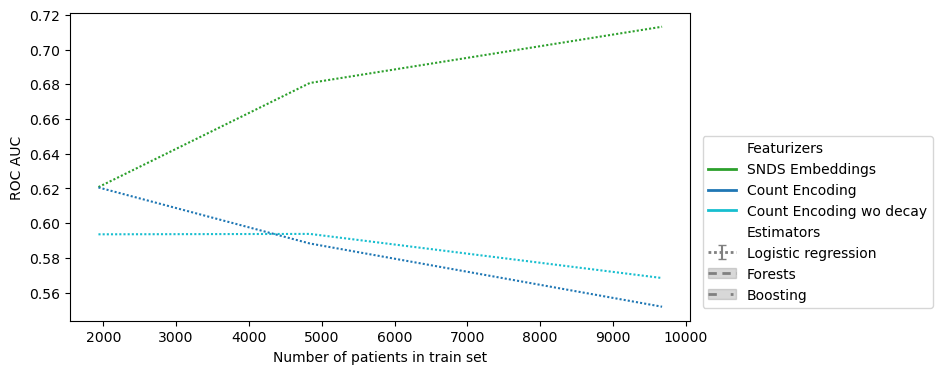 0.72
0.70
0.68
0.66
0.64
0.62
0.60
0.58
0.56
ROC AUC
2000 3000 4000 5000 6000 7000 8000 9000 10000
Number of patients in train set
Featurizers
SNDS Embeddings
Count Encoding
Count Encoding wo decay
Estimators
Logistic regression
Forests
Boosting